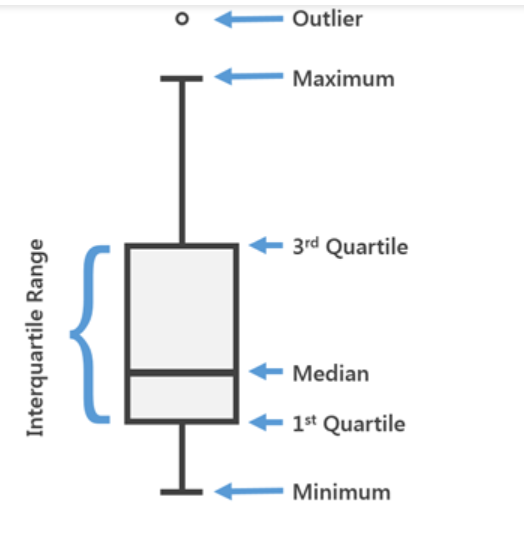 Outlier
Maximum
3rd Quartile
Interquartile Range
Median
1st Quartile
Minimum